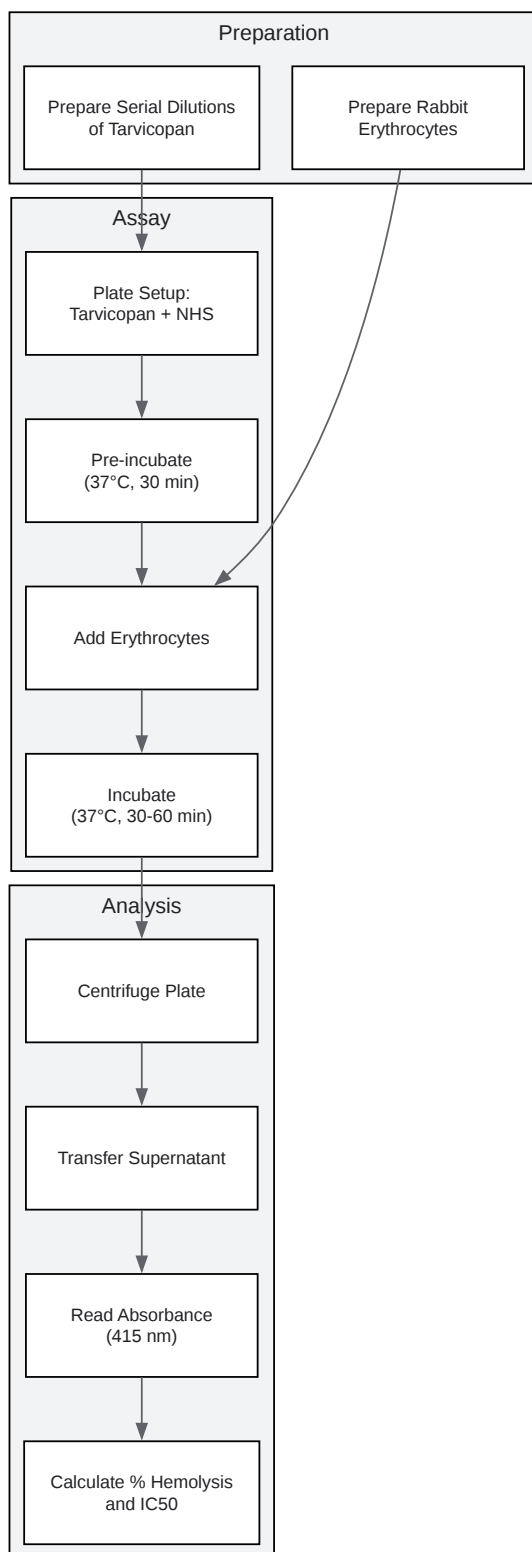 Preparation
Prepare Serial Dilutions
of Tarvicopan
Prepare Rabbit
Erythrocytes
Assay
Plate Setup:
Tarvicopan + NHS
Pre-incubate
(37°C, 30 min)
Add Erythrocytes
Incubate
(37°C, 30-60 min)
Analysis
Centrifuge Plate
Transfer Supernatant
Read Absorbance
(415 nm)
Calculate % Hemolysis
and IC50